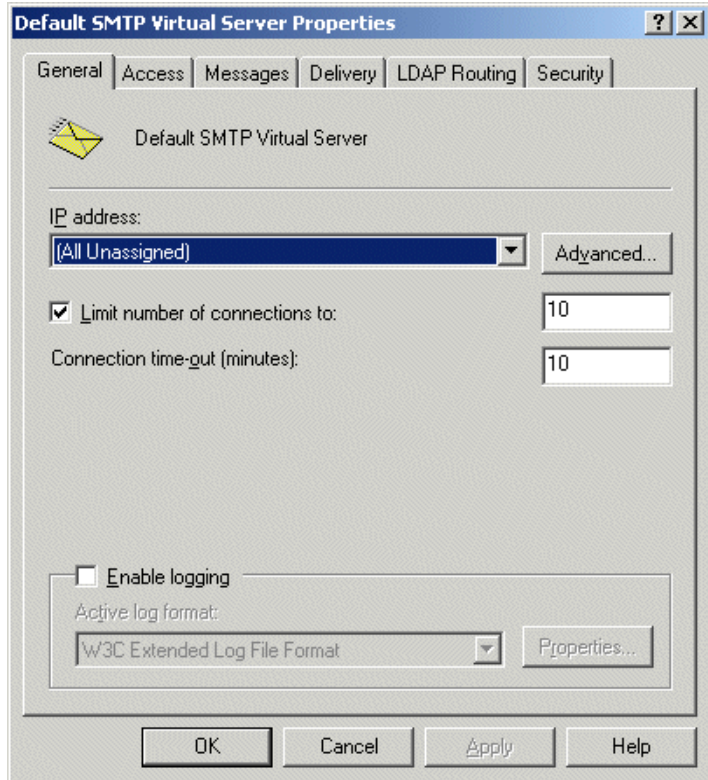 Default SMTP Virtual Server Properties
General Access Messages Delivery LDAP Routing Security
Default SMTP Virtual Server
IP address:
(All Unassigned) Advanced...
Limit number of connections to: 10
Connection time-out (minutes): 10
Enable logging
Active log format:
W3C Extended Log File Format Properties...
OK Cancel Apply Help